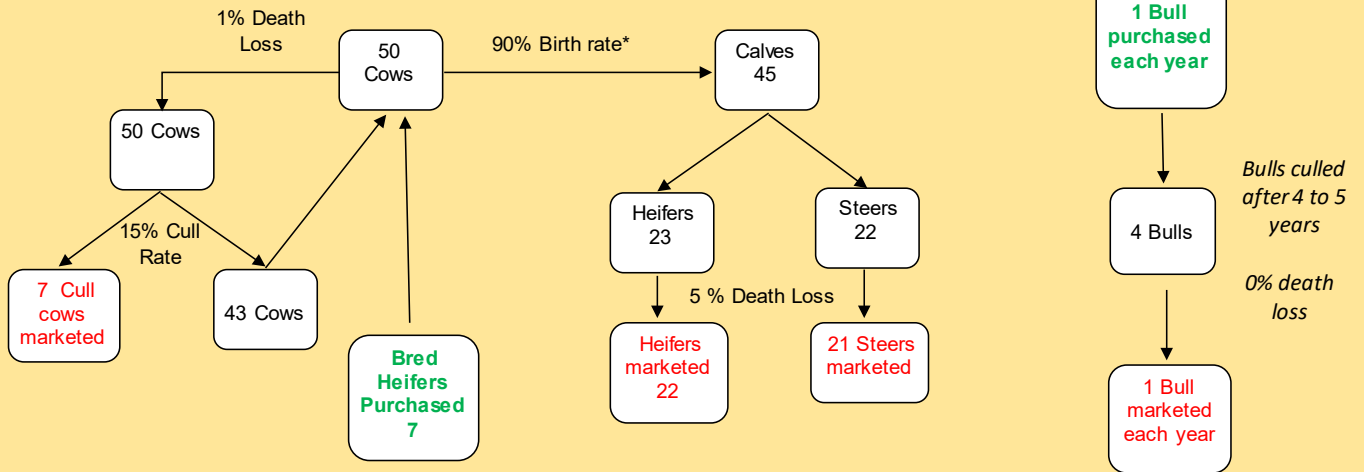 1% Death
Loss
50
Cows
90% Birth rate*
Calves
45
50 Cows
15% Cull
Rate
7 Cull
cows
marketed
43 Cows
Bred
Heifers
Purchased
7
Heifers
23
Steers
22
5 % Death Loss
Heifers
marketed
22
21 Steers
marketed
1 Bull
purchased
each year
4 Bulls
Bulls culled
after 4 to 5
years
0% death
loss
1 Bull
marketed
each year